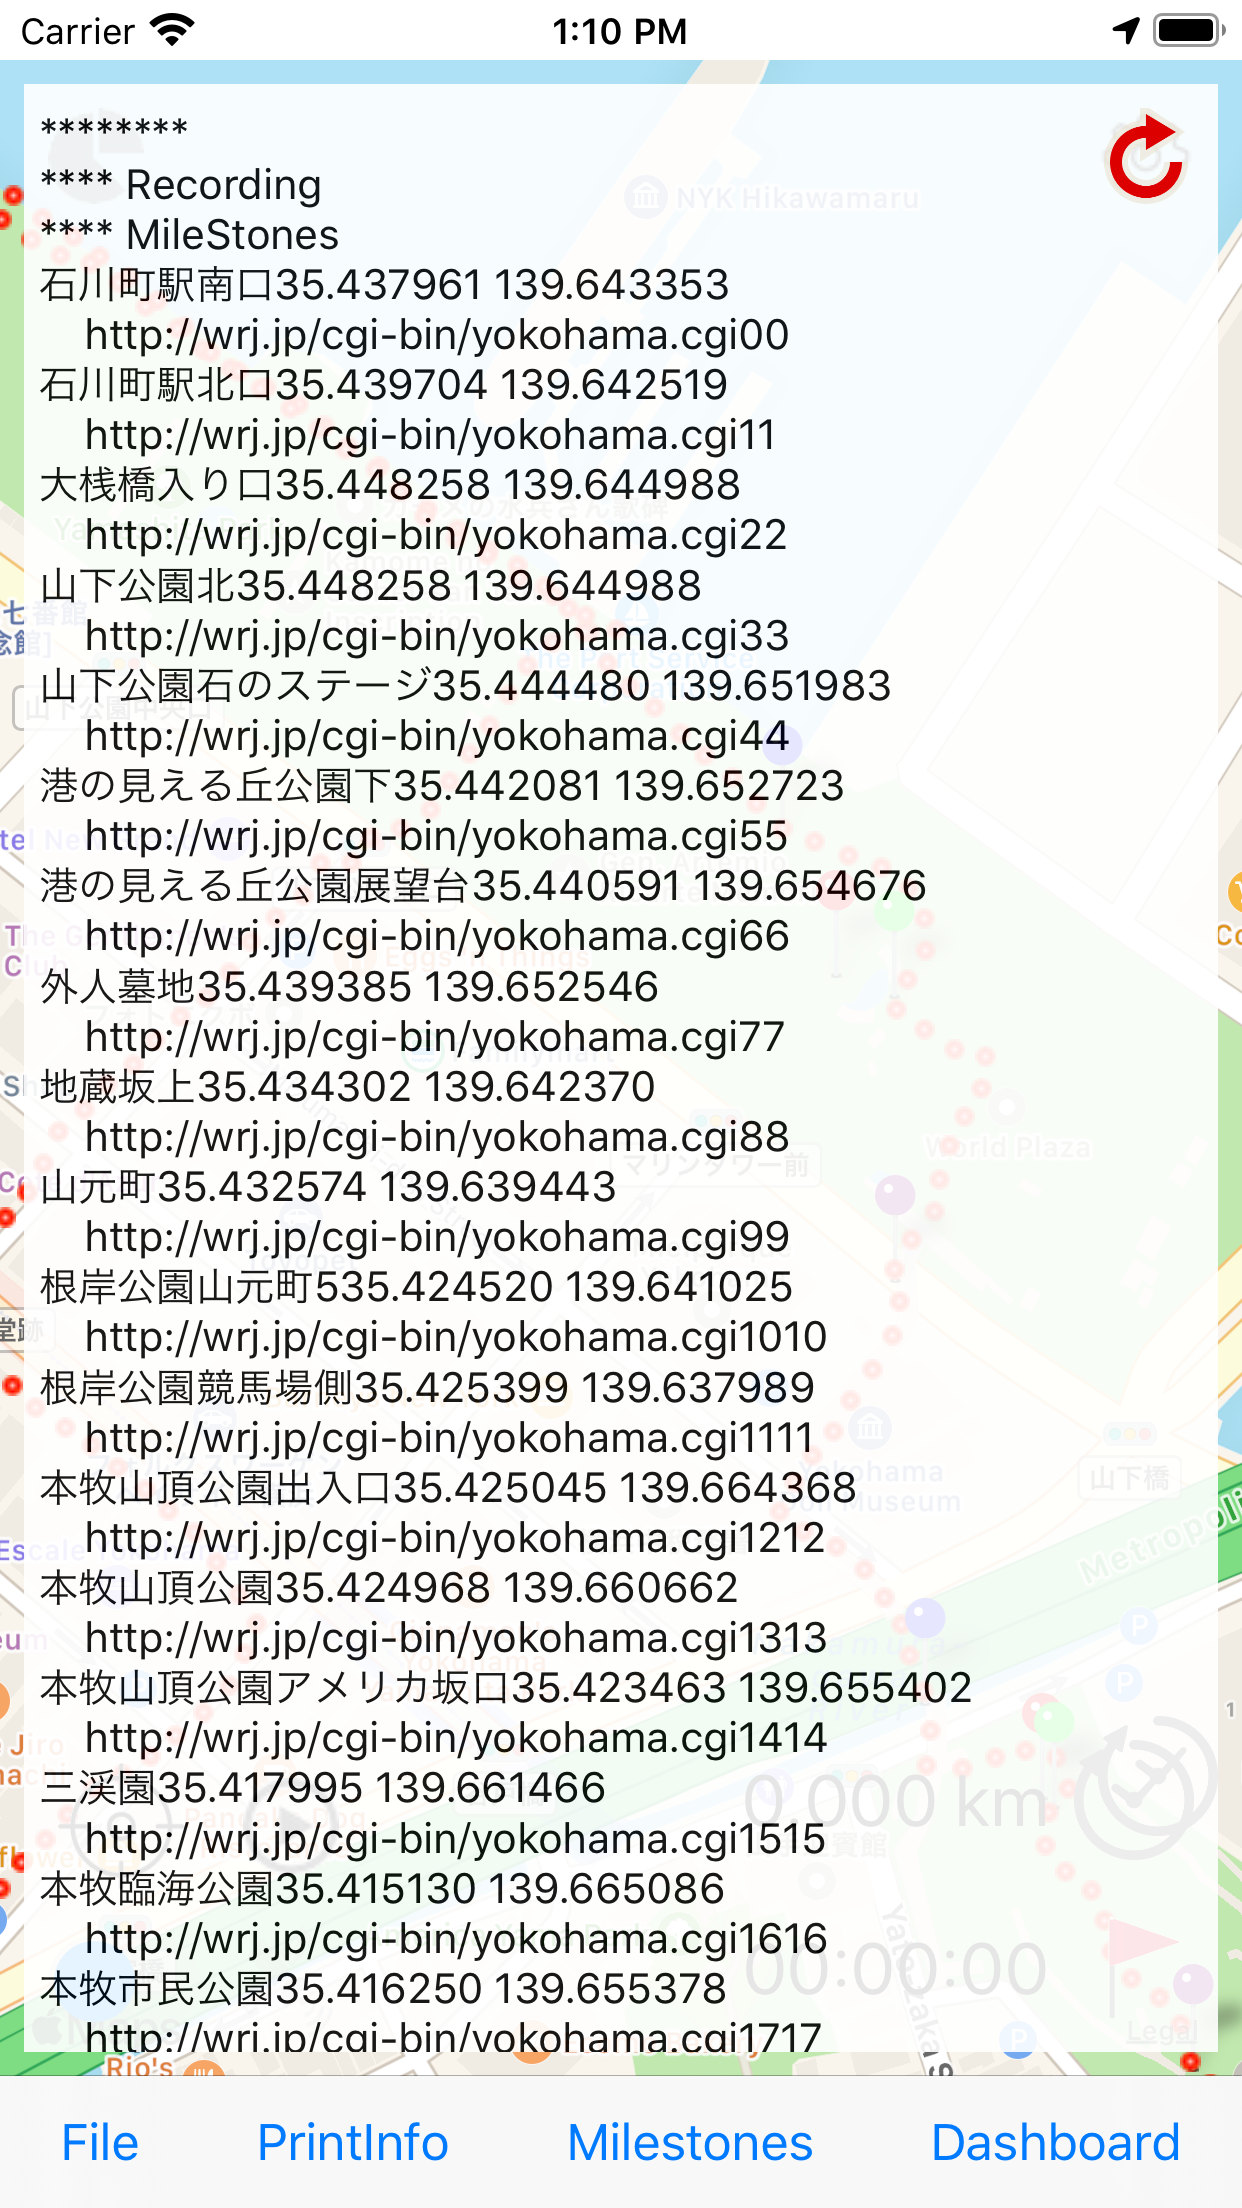 Carrier 1:10 PM
********
**** Recording
**** MileStones
石川町駅南口35.437961 139.643353
http://wrj.jp/cgi-bin/yokohama.cgi00
石川町駅北口35.439704 139.642519
http://wrj.jp/cgi-bin/yokohama.cgi11
大桟橋入り口35.448258 139.644988
http://wrj.jp/cgi-bin/yokohama.cgi22
山下公園北35.448258 139.644988
http://wrj.jp/cgi-bin/yokohama.cgi33
山下公園石のステージ35.444480 139.651983
http://wrj.jp/cgi-bin/yokohama.cgi44
港の見える丘公園下35.442081 139.652723
http://wrj.jp/cgi-bin/yokohama.cgi55
港の見える丘公園展望台35.440591 139.654676
http://wrj.jp/cgi-bin/yokohama.cgi66
外人墓地35.439385 139.652546
http://wrj.jp/cgi-bin/yokohama.cgi77
地蔵坂上35.434302 139.642370
http://wrj.jp/cgi-bin/yokohama.cgi88
山元町35.432574 139.639443
http://wrj.jp/cgi-bin/yokohama.cgi99
根岸公園山元町535.424520 139.641025
http://wrj.jp/cgi-bin/yokohama.cgi1010
根岸公園競馬場側35.425399 139.637989
http://wrj.jp/cgi-bin/yokohama.cgi1111
本牧山頂公園出入口35.425045 139.664368
http://wrj.jp/cgi-bin/yokohama.cgi1212
本牧山頂公園35.424968 139.660662
http://wrj.jp/cgi-bin/yokohama.cgi1313
本牧山頂公園アメリカ坂口35.423463 139.655402
http://wrj.jp/cgi-bin/yokohama.cgi1414
三渓園35.417995 139.661466
http://wrj.jp/cgi-bin/yokohama.cgi1515
本牧臨海公園35.415130 139.665086
http://wrj.jp/cgi-bin/yokohama.cgi1616
本牧市民公園35.416250 139.655378
http://wrj.jp/cgi-bin/yokohama.cgi1717
NYK Hikawamaru
World Plaza
マリンタワー前
山下橋
Metropoli
0.000 km
00:00:00
Legal
Rio's
File PrintInfo Milestones Dashboard